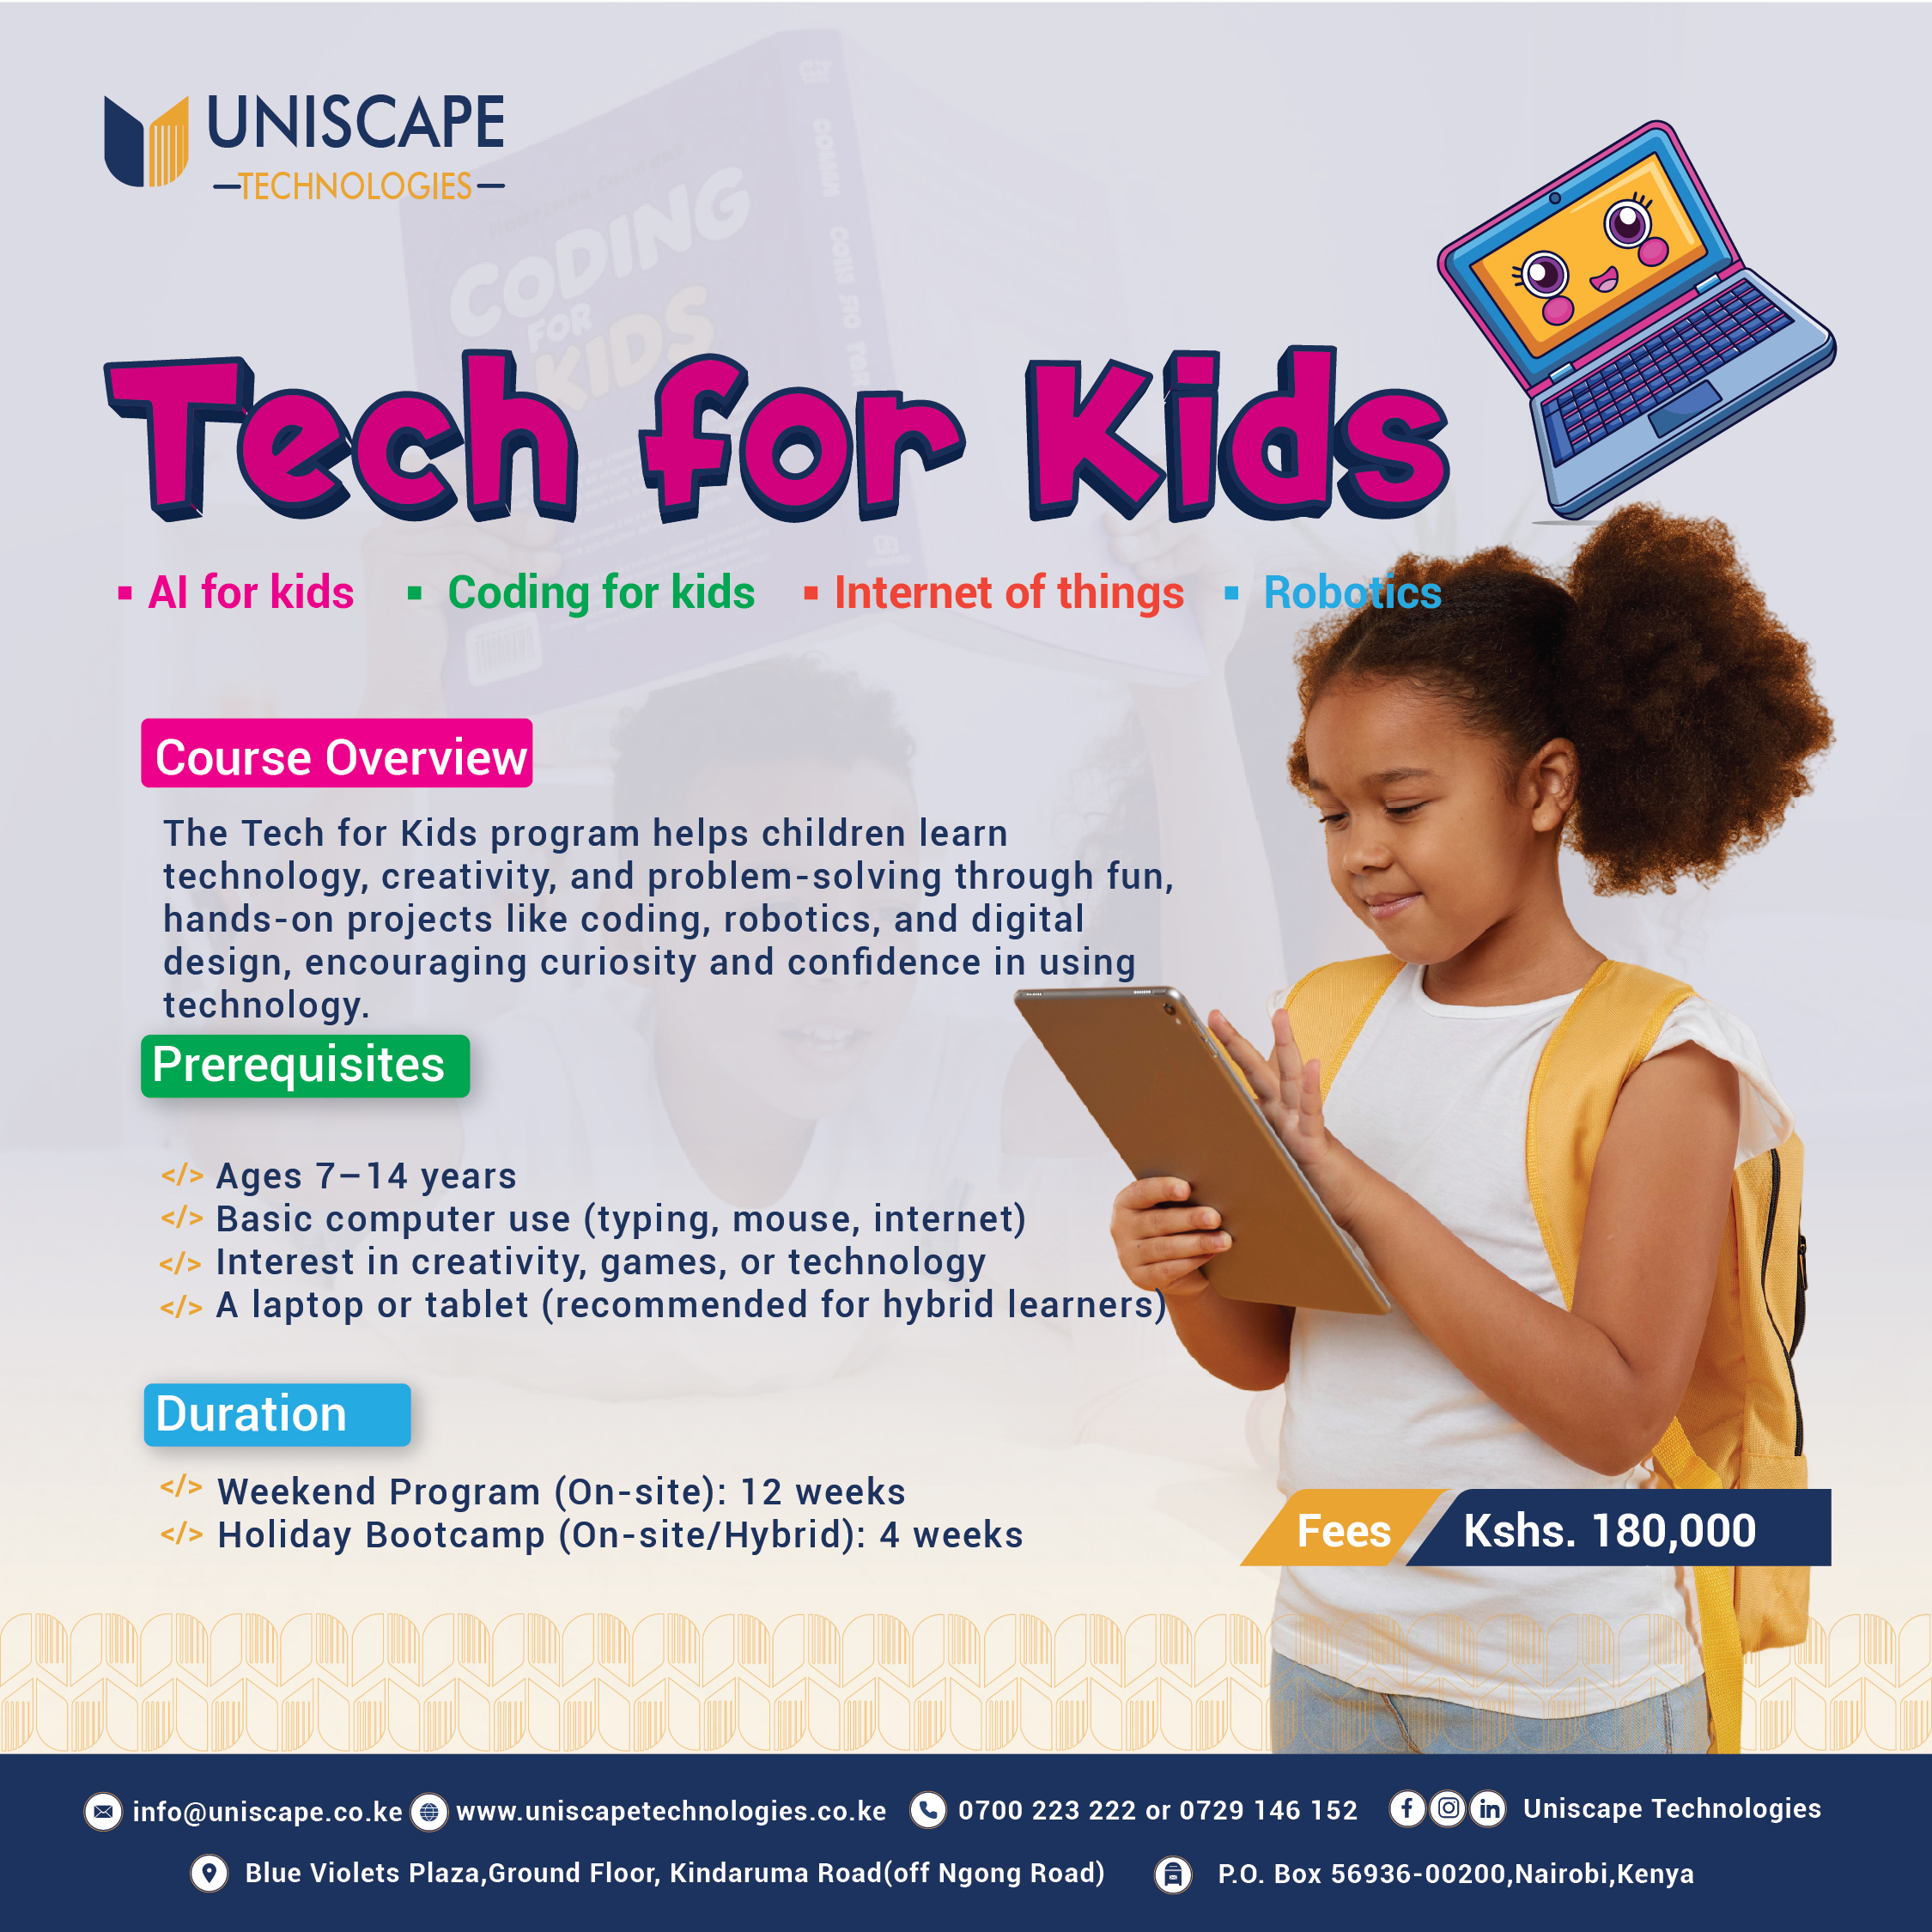 UNISCAPE
TECHNOLOGIES
CODING
FOR
KIDS
Tech for Kids
▪ AI for kids ▪ Coding for kids ▪ Internet of things ▪ Robotics
Course Overview
The Tech for Kids program helps children learn
technology, creativity, and problem-solving through fun,
hands-on projects like coding, robotics, and digital
design, encouraging curiosity and confidence in using
technology.
Prerequisites
</> Ages 7–14 years
</> Basic computer use (typing, mouse, internet)
</> Interest in creativity, games, or technology
</> A laptop or tablet (recommended for hybrid learners)
Duration
</> Weekend Program (On-site): 12 weeks
</> Holiday Bootcamp (On-site/Hybrid): 4 weeks
Fees Kshs. 180,000
info@uniscape.co.ke www.uniscapetechnologies.co.ke 0700 223 222 or 0729 146 152 Uniscape Technologies
Blue Violets Plaza,Ground Floor, Kindaruma Road(off Ngong Road) P.O. Box 56936-00200,Nairobi,Kenya